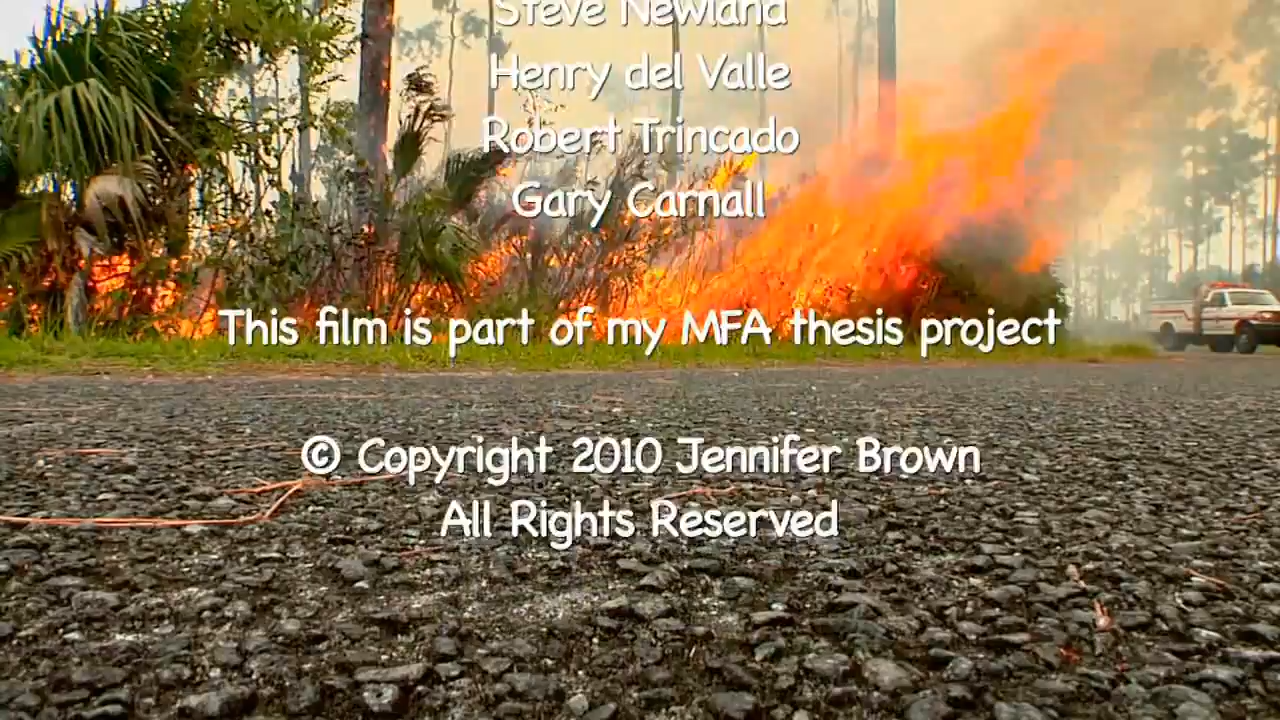 Steve Newland
Henry del Valle
Robert Trincado
Gary Carnall
This film is part of my MFA thesis project
© Copyright 2010 Jennifer Brown
All Rights Reserved